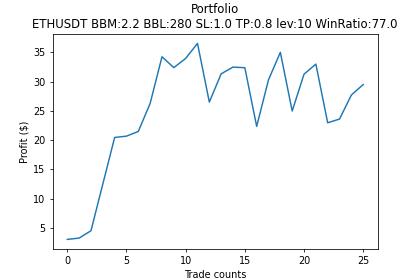 Portfolio
ETHUSDT BBM:2.2 BBL:280 SL:1.0 TP:0.8 lev:10 WinRatio:77.0
35
30
25
20
15
10
5
Profit ($)
0 5 10 15 20 25
Trade counts